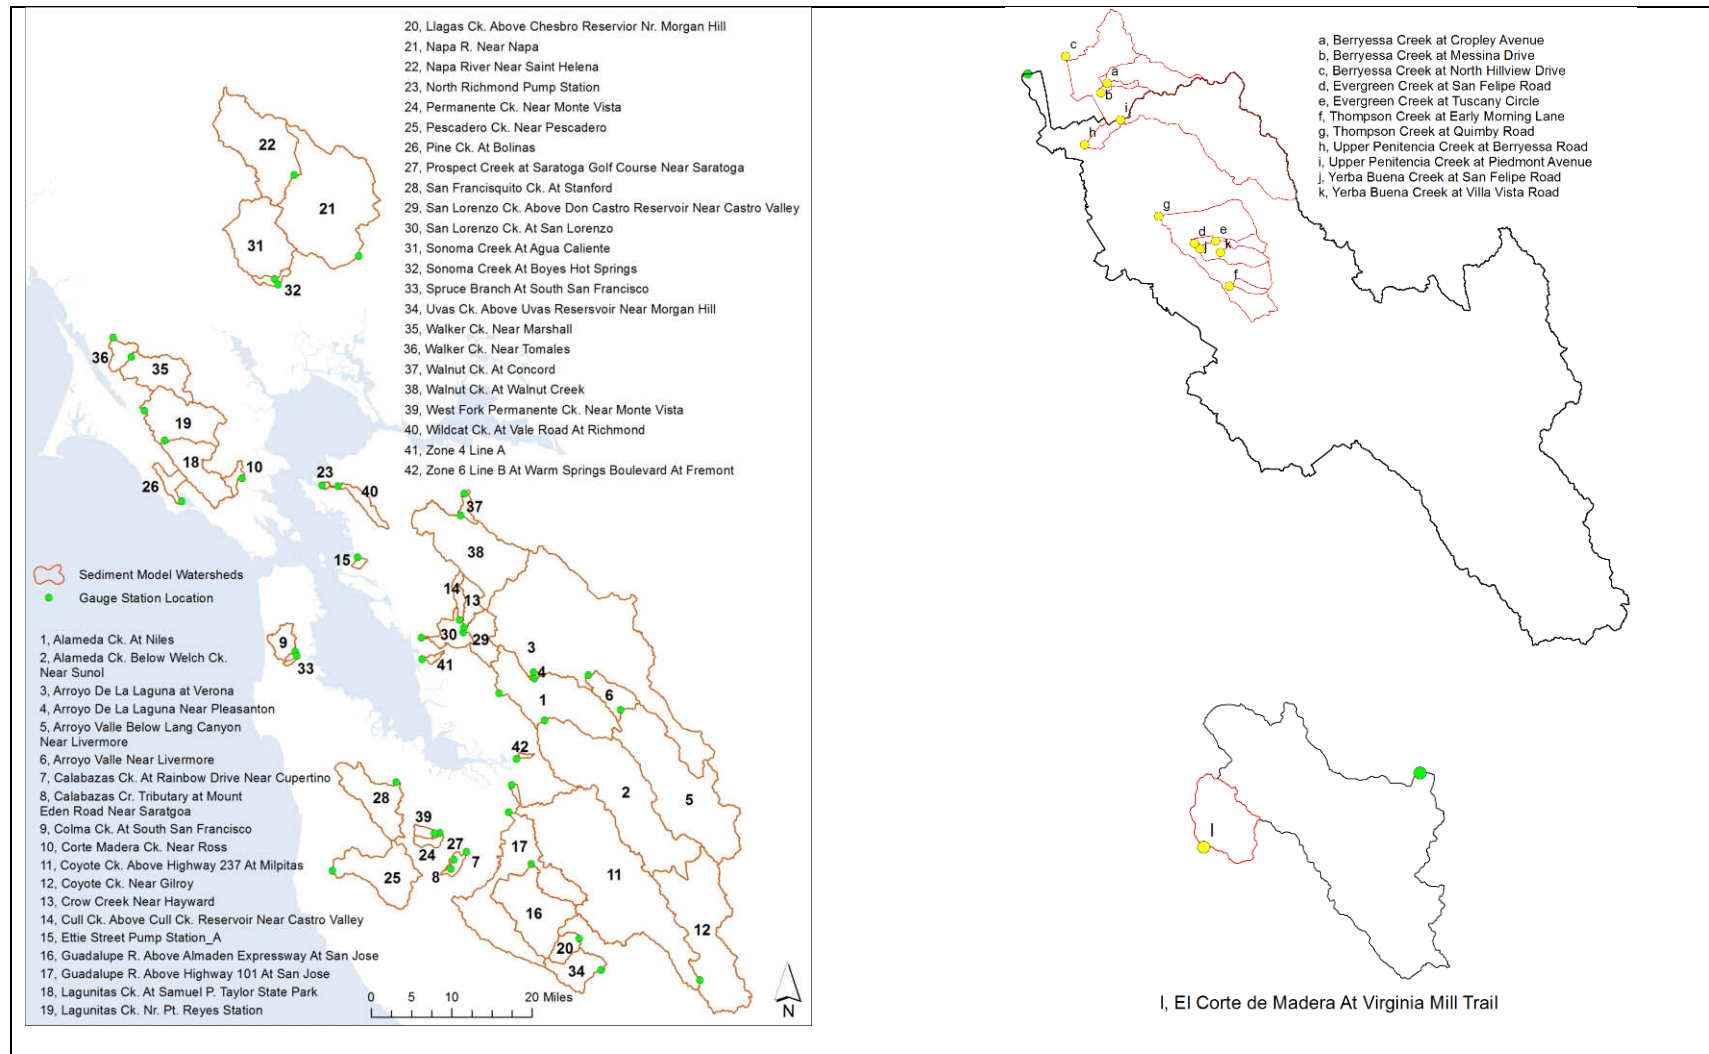 20, Llagas Ck. Above Chesbro Reservior Nr. Morgan Hill
21, Napa R. Near Napa
22, Napa River Near Saint Helena
23, North Richmond Pump Station
24, Permanente Ck. Near Monte Vista
25, Pescadero Ck. Near Pescadero
26, Pine Ck. At Bolinas
27, Prospect Creek at Saratoga Golf Course Near Saratoga
28, San Francisquito Ck. At Stanford
29, San Lorenzo Ck. Above Don Castro Reservoir Near Castro Valley
30, San Lorenzo Ck. At San Lorenzo
31, Sonoma Creek At Agua Caliente
32, Sonoma Creek At Boyes Hot Springs
33, Spruce Branch At South San Francisco
34, Uvas Ck. Above Uvas Resersvoir Near Morgan Hill
35, Walker Ck. Near Marshall
36, Walker Ck. Near Tomales
37, Walnut Ck. At Concord
38, Walnut Ck. At Walnut Creek
39, West Fork Permanente Ck. Near Monte Vista
40, Wildcat Ck. At Vale Road At Richmond
41, Zone 4 Line A
42, Zone 6 Line B At Warm Springs Boulevard At Fremont
22
21
31
32
36
35
19
18
10
26
23
40
37
15
38
14
13
30
29
41
9
33
3
4
1
6
42
2
5
28
39
27
24
7
8
25
17
11
16
12
20
34
Sediment Model Watersheds
Gauge Station Location
1, Alameda Ck. At Niles
2, Alameda Ck. Below Welch Ck.
Near Sunol
3, Arroyo De La Laguna at Verona
4, Arroyo De La Laguna Near Pleasanton
5, Arroyo Valle Below Lang Canyon
Near Livermore
6, Arroyo Valle Near Livermore
7, Calabazas Ck. At Rainbow Drive Near Cupertino
8, Calabazas Cr. Tributary at Mount
Eden Road Near Saratgoa
9, Colma Ck. At South San Francisco
10, Corte Madera Ck. Near Ross
11, Coyote Ck. Above Highway 237 At Milpitas
12, Coyote Ck. Near Gilroy
13, Crow Creek Near Hayward
14, Cull Ck. Above Cull Ck. Reservoir Near Castro Valley
15, Ettie Street Pump Station_A
16, Guadalupe R. Above Almaden Expressway At San Jose
17, Guadalupe R. Above Highway 101 At San Jose
18, Lagunitas Ck. At Samuel P. Taylor State Park
19, Lagunitas Ck. Nr. Pt. Reyes Station
0 5 10 20 Miles
N
a, Berryessa Creek at Cropley Avenue
b, Berryessa Creek at Messina Drive
c, Berryessa Creek at North Hillview Drive
d, Evergreen Creek at San Felipe Road
e, Evergreen Creek at Tuscany Circle
f, Thompson Creek at Early Morning Lane
g, Thompson Creek at Quimby Road
h, Upper Penitencia Creek at Berryessa Road
i, Upper Penitencia Creek at Piedmont Avenue
j, Yerba Buena Creek at San Felipe Road
k, Yerba Buena Creek at Villa Vista Road
c
a
b
i
h
g
d
e
j
k
f
l
l, El Corte de Madera At Virginia Mill Trail